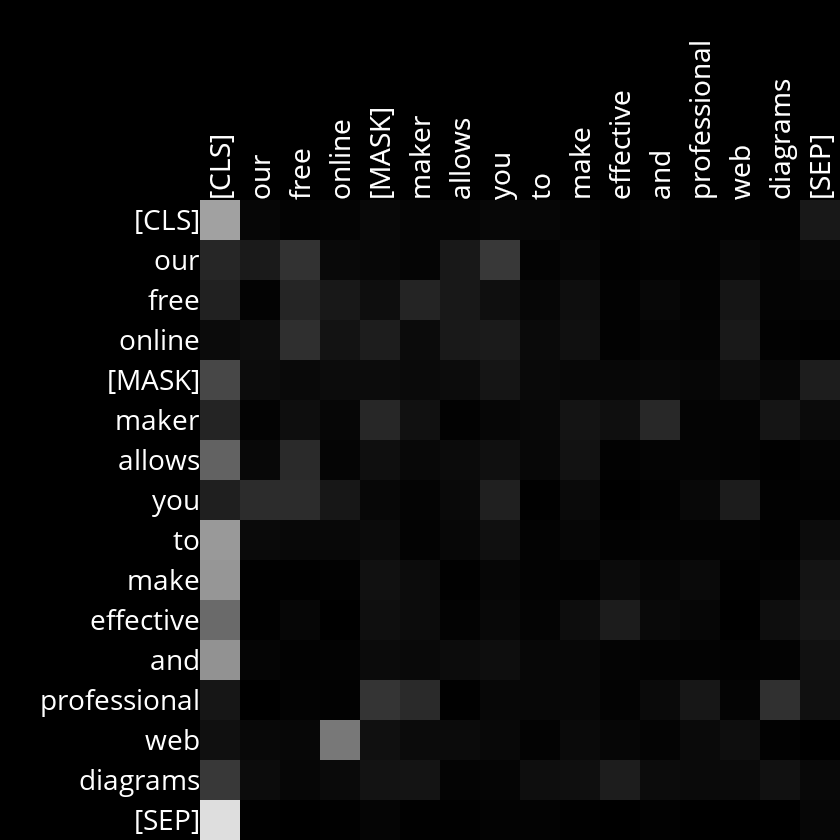 [CLS] our free online [MASK] maker allows you to make effective and professional web diagrams [SEP]
[CLS]
our
free
online
[MASK]
maker
allows
you
to
make
effective
and
professional
web
diagrams
[SEP]